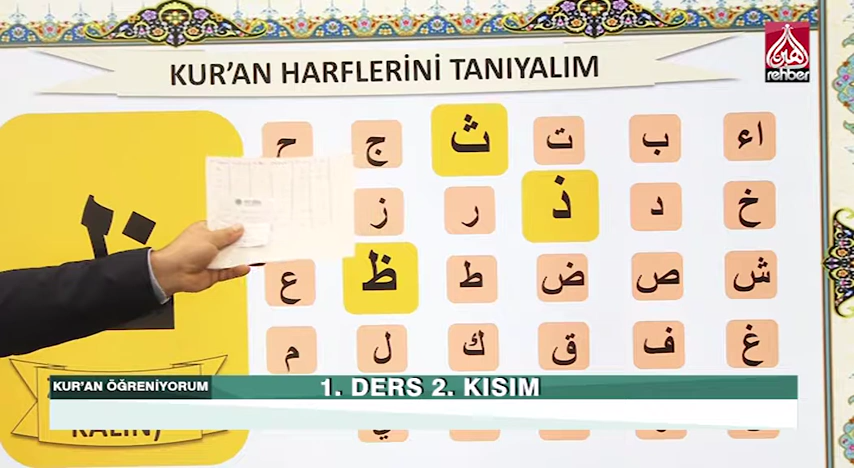 KUR'AN HARFLERİNİ TANIYALIM
rehber
اء ب ت ث ج ح
خ د ذ ر ز
ش ص ض ط ظ ع
غ ف ق ك ل م
KUR'AN ÖĞRENİYORUM
1. DERS 2. KISIM
KALIN)